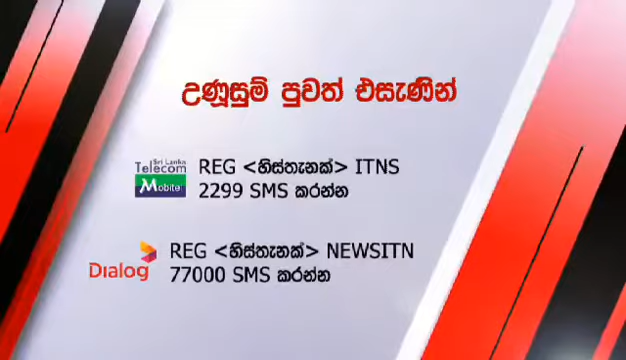 උණුසුම් පුවත් එසැණින්
Sri Lanka
Telecom
Mobitel
REG <හිස්තැනක්> ITNS
2299 SMS කරන්න
Dialog
REG <හිස්තැනක්> NEWSITN
77000 SMS කරන්න